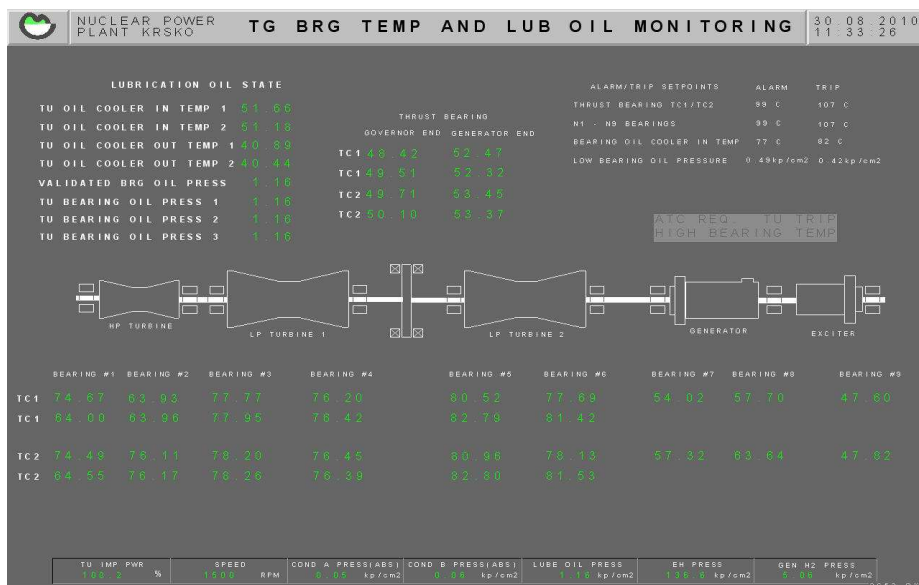 NUCLEAR POWER
PLANT KRSKO
TG BRG TEMP AND LUB OIL MONITORING
30.08.2010
11:33:26
LUBRICATION OIL STATE
TU OIL COOLER IN TEMP 1 51.66
TU OIL COOLER IN TEMP 2 51.18
TU OIL COOLER OUT TEMP 1 40.89
TU OIL COOLER OUT TEMP 2 40.44
VALIDATED BRG OIL PRESS 1.16
TU BEARING OIL PRESS 1 1.16
TU BEARING OIL PRESS 2 1.16
TU BEARING OIL PRESS 3 1.16
THRUST BEARING
GOVERNOR END GENERATOR END
TC1 48.42 52.47
TC1 49.51 52.32
TC2 49.71 53.45
TC2 50.10 53.37
ALARM/TRIP SETPOINTS ALARM TRIP
THRUST BEARING TC1/TC2 99 C 107 C
N1 - N9 BEARINGS 99 C 107 C
BEARING OIL COOLER IN TEMP 77 C 82 C
LOW BEARING OIL PRESSURE 0.49kp/cm2 0.42kp/cm2
ATC REQ. TU TRIP
HIGH BEARING TEMP
HP TURBINE
LP TURBINE 1
LP TURBINE 2
GENERATOR
EXCITER
BEARING #1 BEARING #2 BEARING #3 BEARING #4 BEARING #5 BEARING #6 BEARING #7 BEARING #8 BEARING #9
TC1 74.67 63.93 77.77 76.20 80.52 77.69 54.02 57.70 47.60
TC1 64.00 63.96 77.95 76.42 82.79 81.42
TC2 74.49 76.11 78.20 76.45 80.96 78.13 57.32 63.64 47.82
TC2 64.55 76.17 78.26 76.39 82.80 81.53
TU IMP PWR SPEED COND A PRESS(ABS) COND B PRESS(ABS) LUBE OIL PRESS EH PRESS GEN H2 PRESS
% 1500 RPM 0.05 kp/cm2 0.06 kp/cm2 1.16 kp/cm2 kp/cm2 5.06 kp/cm2